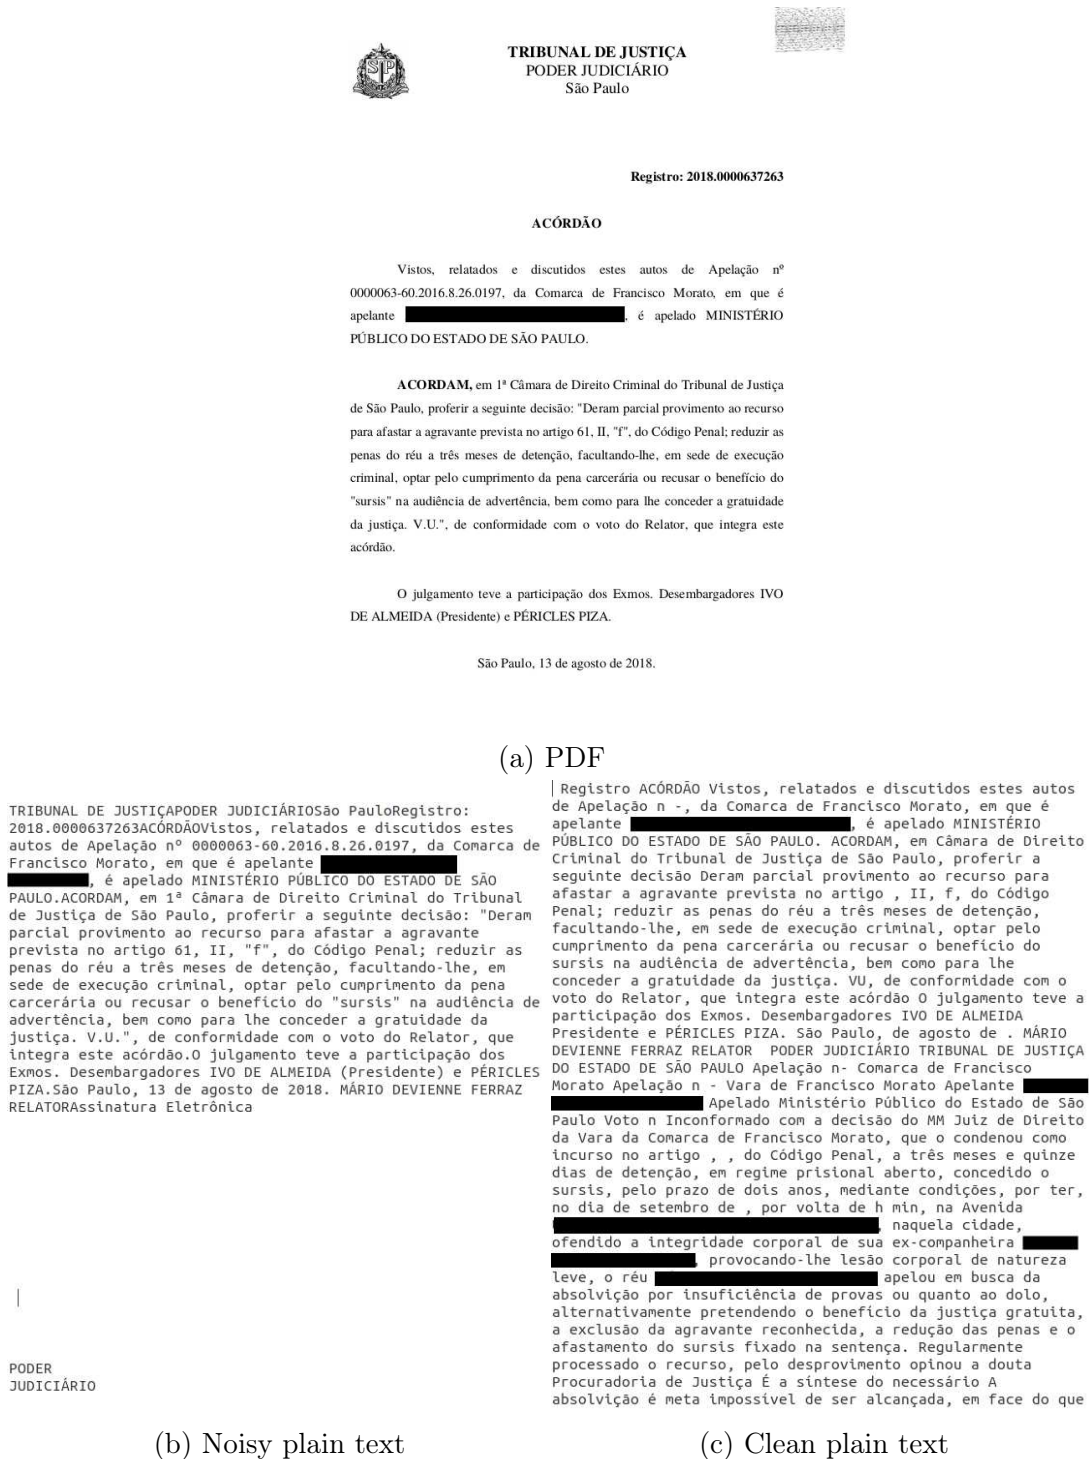 TRIBUNAL DE JUSTIÇA
PODER JUDICIÁRIO
São Paulo
Registro: 2018.0000637263
ACÓRDÃO
Vistos, relatados e discutidos estes autos de Apelação nº
0000063-60.2016.8.26.0197, da Comarca de Francisco Morato, em que é
apelante , é apelado MINISTÉRIO
PÚBLICO DO ESTADO DE SÃO PAULO.
ACORDAM, em 1ª Câmara de Direito Criminal do Tribunal de Justiça
de São Paulo, proferir a seguinte decisão: "Deram parcial provimento ao recurso
para afastar a agravante prevista no artigo 61, II, "f", do Código Penal; reduzir as
penas do réu a três meses de detenção, facultando-lhe, em sede de execução
criminal, optar pelo cumprimento da pena carcerária ou recusar o benefício do
"sursis" na audiência de advertência, bem como para lhe conceder a gratuidade
da justiça. V.U.", de conformidade com o voto do Relator, que integra este
acórdão.
O julgamento teve a participação dos Exmos. Desembargadores IVO
DE ALMEIDA (Presidente) e PÉRICLES PIZA.
São Paulo, 13 de agosto de 2018.
(a) PDF
TRIBUNAL DE JUSTIÇAPODER JUDICIÁRIOSão PauloRegistro:
2018.0000637263ACÓRDÃOVistos, relatados e discutidos estes
autos de Apelação nº 0000063-60.2016.8.26.0197, da Comarca de
Francisco Morato, em que é apelante
, é apelado MINISTÉRIO PÚBLICO DO ESTADO DE SÃO
PAULO.ACORDAM, em 1ª Câmara de Direito Criminal do Tribunal
de Justiça de São Paulo, proferir a seguinte decisão: "Deram
parcial provimento ao recurso para afastar a agravante
prevista no artigo 61, II, "f", do Código Penal; reduzir as
penas do réu a três meses de detenção, facultando-lhe, em
sede de execução criminal, optar pelo cumprimento da pena
carcerária ou recusar o benefício do "sursis" na audiência de
advertência, bem como para lhe conceder a gratuidade da
justiça. V.U.", de conformidade com o voto do Relator, que
integra este acórdão.O julgamento teve a participação dos
Exmos. Desembargadores IVO DE ALMEIDA (Presidente) e PÉRICLES
PIZA.São Paulo, 13 de agosto de 2018. MÁRIO DEVIENNE FERRAZ
RELATORAssinatura Eletrônica
PODER
JUDICIÁRIO
(b) Noisy plain text
Registro ACÓRDÃO Vistos, relatados e discutidos estes autos
de Apelação n -, da Comarca de Francisco Morato, em que é
apelante , é apelado MINISTÉRIO
PÚBLICO DO ESTADO DE SÃO PAULO. ACORDAM, em Câmara de Direito
Criminal do Tribunal de Justiça de São Paulo, proferir a
seguinte decisão Deram parcial provimento ao recurso para
afastar a agravante prevista no artigo , II, f, do Código
Penal; reduzir as penas do réu a três meses de detenção,
facultando-lhe, em sede de execução criminal, optar pelo
cumprimento da pena carcerária ou recusar o benefício do
sursis na audiência de advertência, bem como para lhe
conceder a gratuidade da justiça. VU, de conformidade com o
voto do Relator, que integra este acórdão O julgamento teve a
participação dos Exmos. Desembargadores IVO DE ALMEIDA
Presidente e PÉRICLES PIZA. São Paulo, de agosto de . MÁRIO
DEVIENNE FERRAZ RELATOR PODER JUDICIÁRIO TRIBUNAL DE JUSTIÇA
DO ESTADO DE SÃO PAULO Apelação n- Comarca de Francisco
Morato Apelação n - Vara de Francisco Morato Apelante
Apelado Ministério Público do Estado de São
Paulo Voto n Inconformado com a decisão do MM Juiz de Direito
da Vara da Comarca de Francisco Morato, que o condenou como
incurso no artigo , , do Código Penal, a três meses e quinze
dias de detenção, em regime prisional aberto, concedido o
sursis, pelo prazo de dois anos, mediante condições, por ter,
no dia de setembro de , por volta de h min, na Avenida
, naquela cidade,
ofendido a integridade corporal de sua ex-companheira
, provocando-lhe lesão corporal de natureza
leve, o réu apelou em busca da
absolvição por insuficiência de provas ou quanto ao dolo,
alternativamente pretendendo o benefício da justiça gratuita,
a exclusão da agravante reconhecida, a redução das penas e o
afastamento do sursis fixado na sentença. Regularmente
processado o recurso, pelo desprovimento opinou a douta
Procuradoria de Justiça É a síntese do necessário A
absolvição é meta impossível de ser alcançada, em face do que
(c) Clean plain text